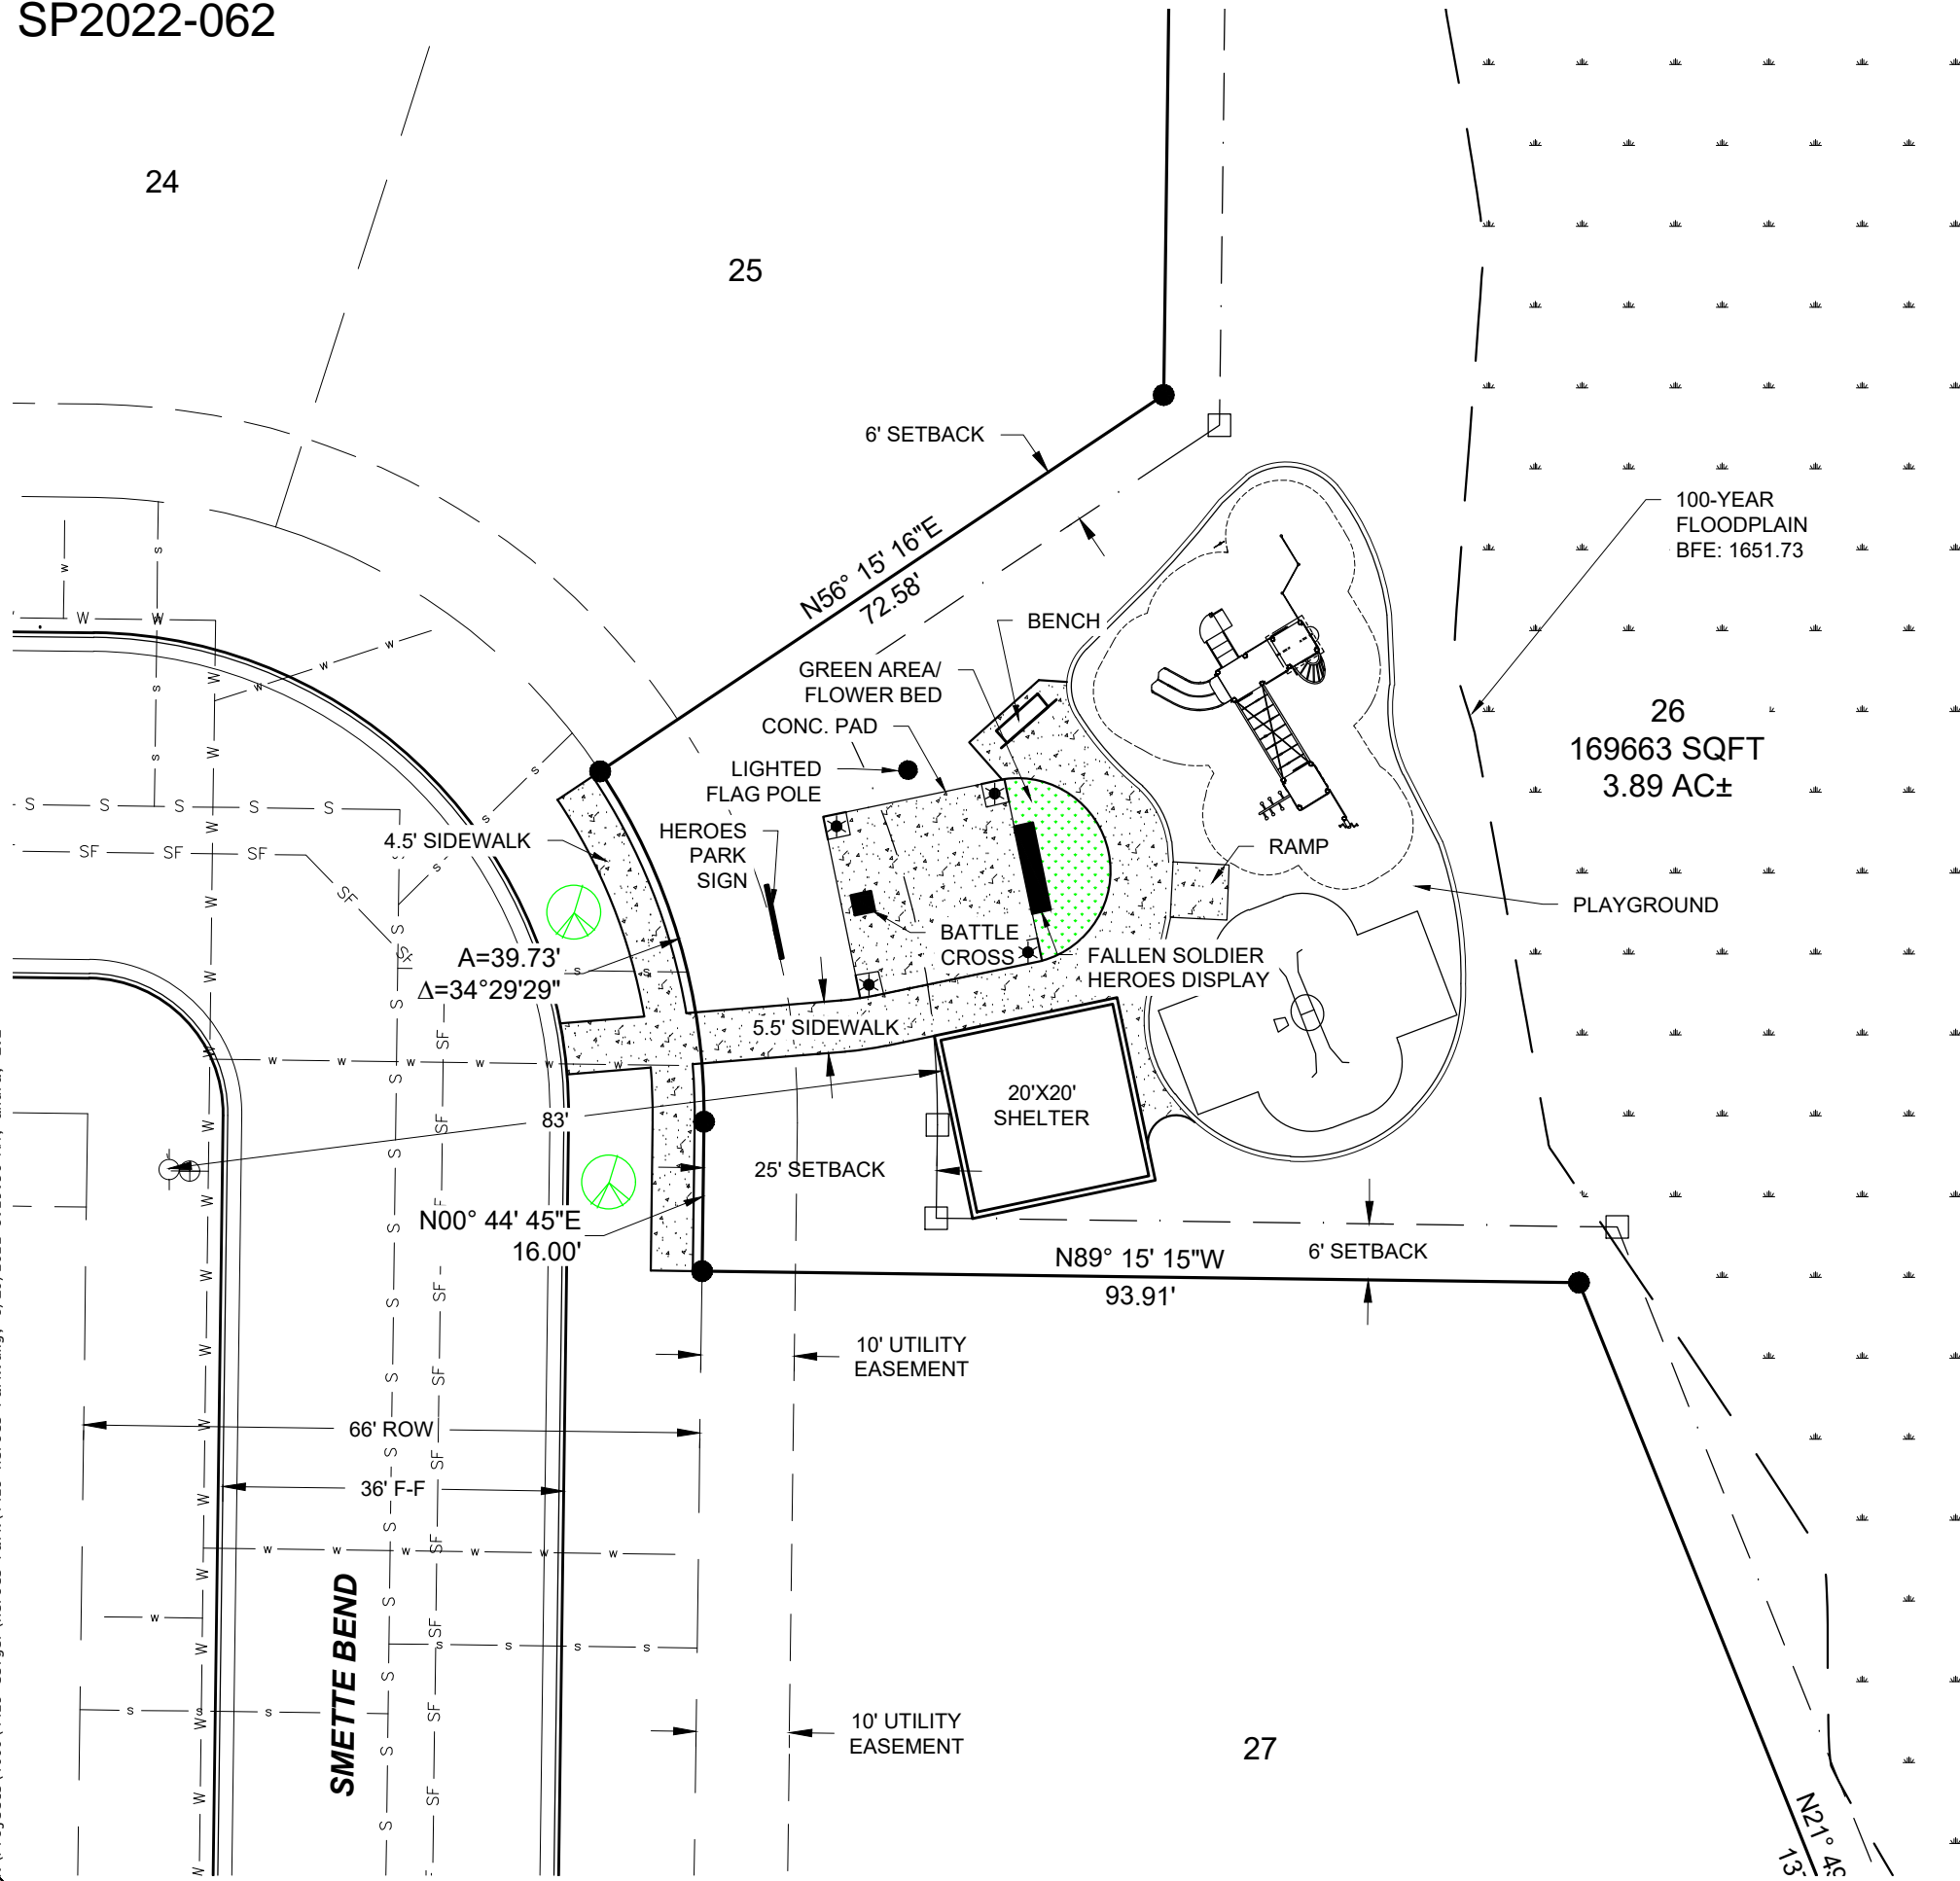 SP2022-062
24
25
6' SETBACK
N56° 15' 16"E
72.58'
100-YEAR
FLOODPLAIN
BFE: 1651.73
BENCH
GREEN AREA/
FLOWER BED
CONC. PAD
LIGHTED
FLAG POLE
HEROES
PARK
SIGN
26
169663 SQFT
3.89 AC±
4.5' SIDEWALK
RAMP
PLAYGROUND
BATTLE
CROSS
FALLEN SOLDIER
HEROES DISPLAY
A=39.73'
Δ=34°29'29"
5.5' SIDEWALK
20'X20'
SHELTER
83'
25' SETBACK
N00° 44' 45"E
16.00'
N89° 15' 15"W
93.91'
6' SETBACK
10' UTILITY
EASEMENT
66' ROW
36' F-F
SMETTE BEND
10' UTILITY
EASEMENT
27
N21° 49